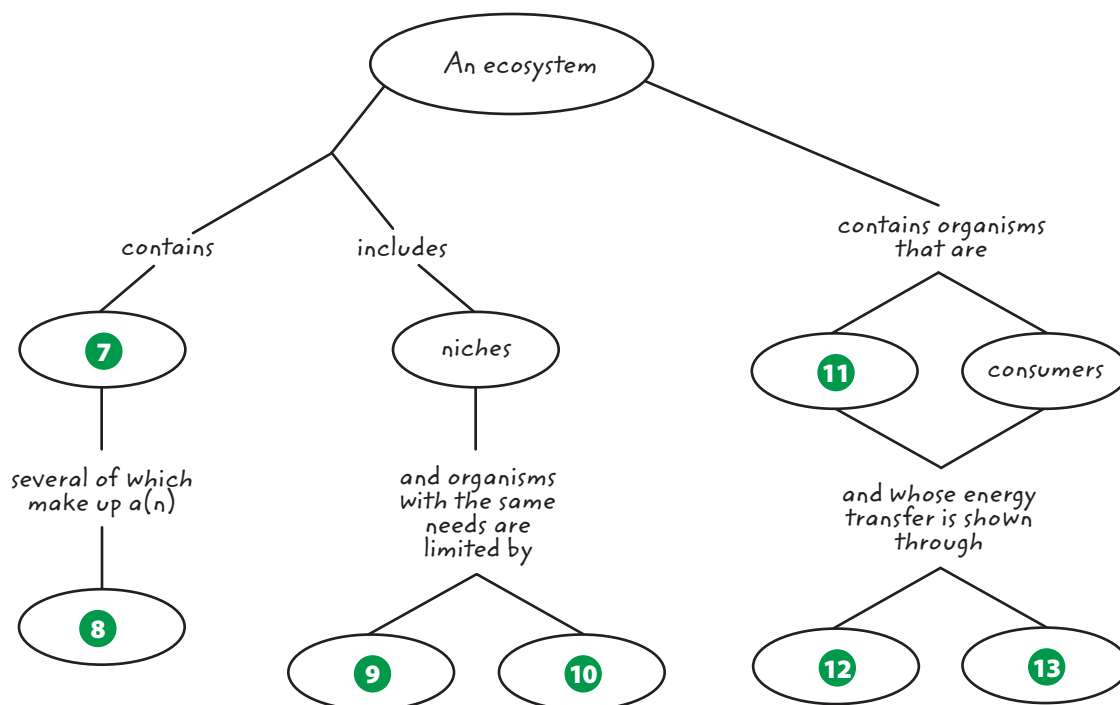 An ecosystem
contains
includes
contains organisms
that are
7
niches
11
consumers
several of which
make up a(n)
and organisms
with the same
needs are
limited by
and whose energy
transfer is shown
through
8
9
10
12
13